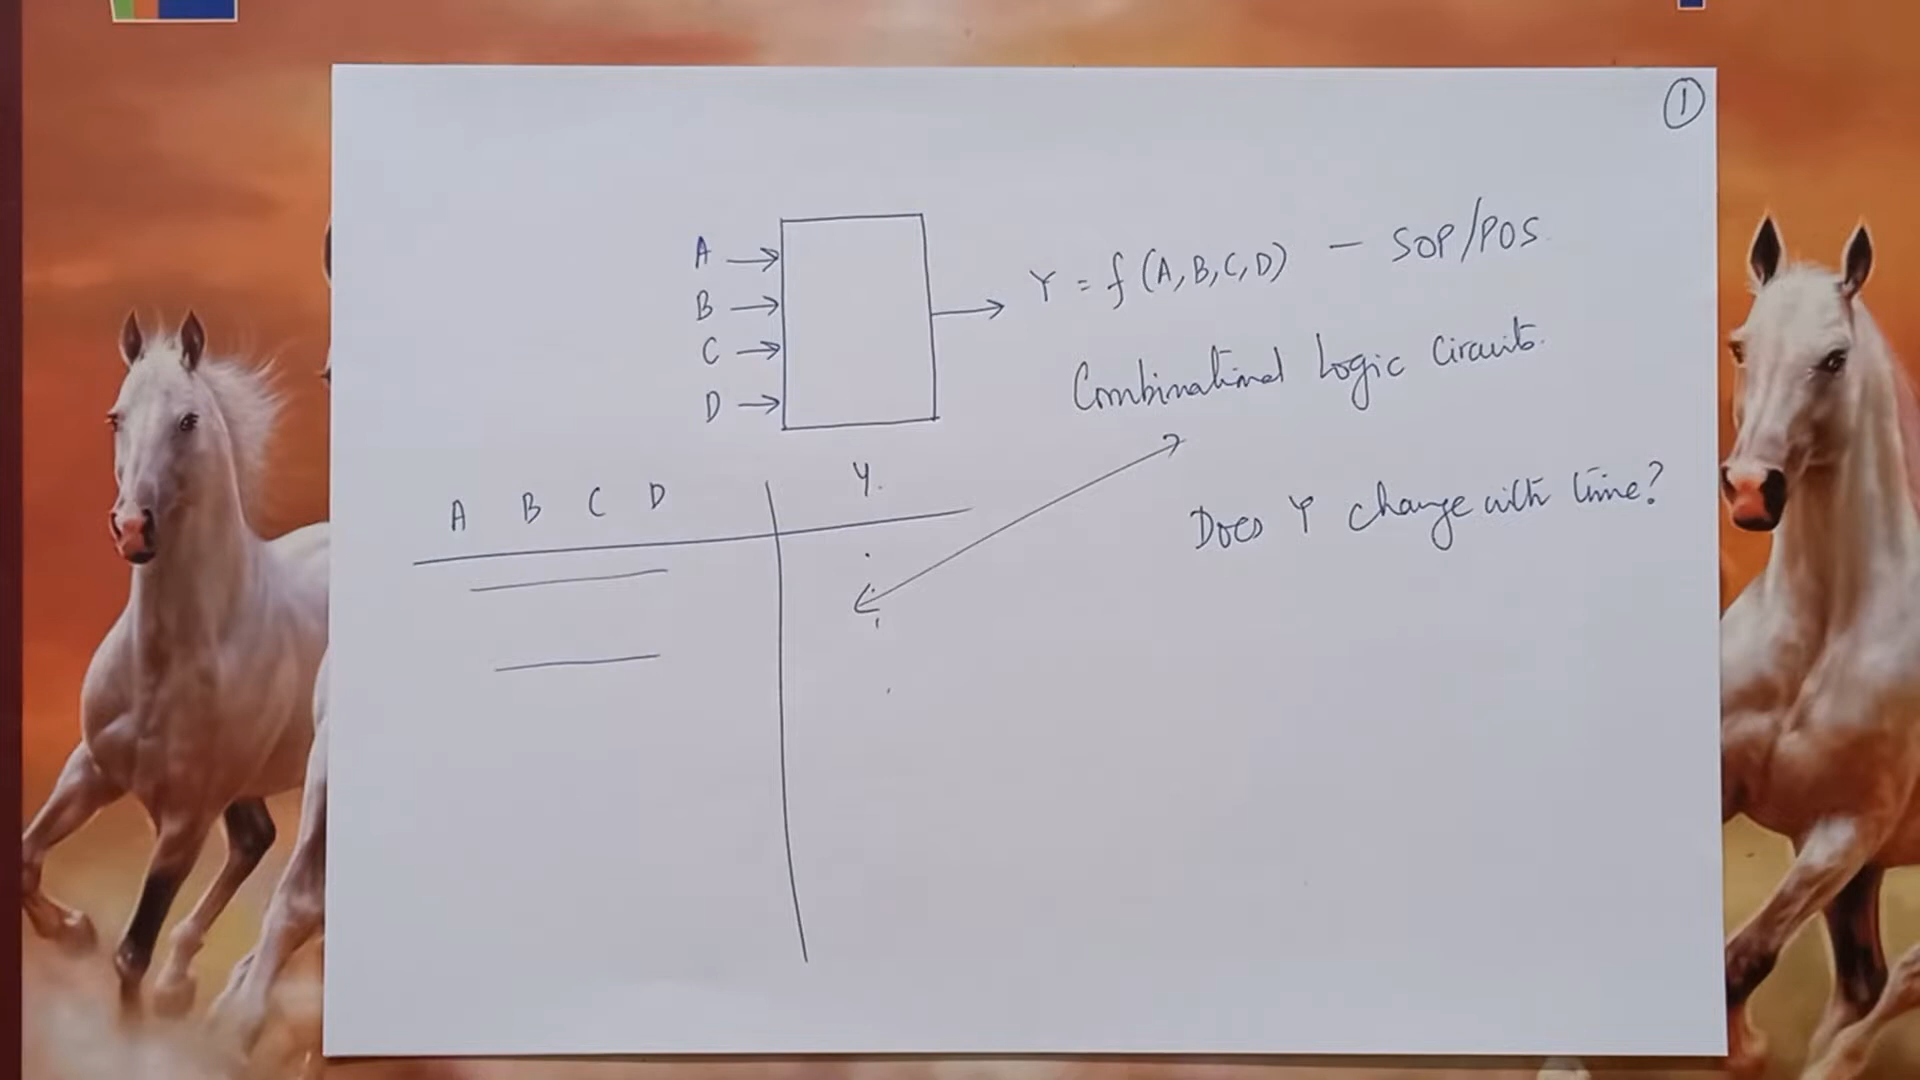 1
A
B
C
D
Y = f (A, B, C, D) — SOP/POS
Combinational Logic Circuits.
A B C D Y.
Does Y change with time?